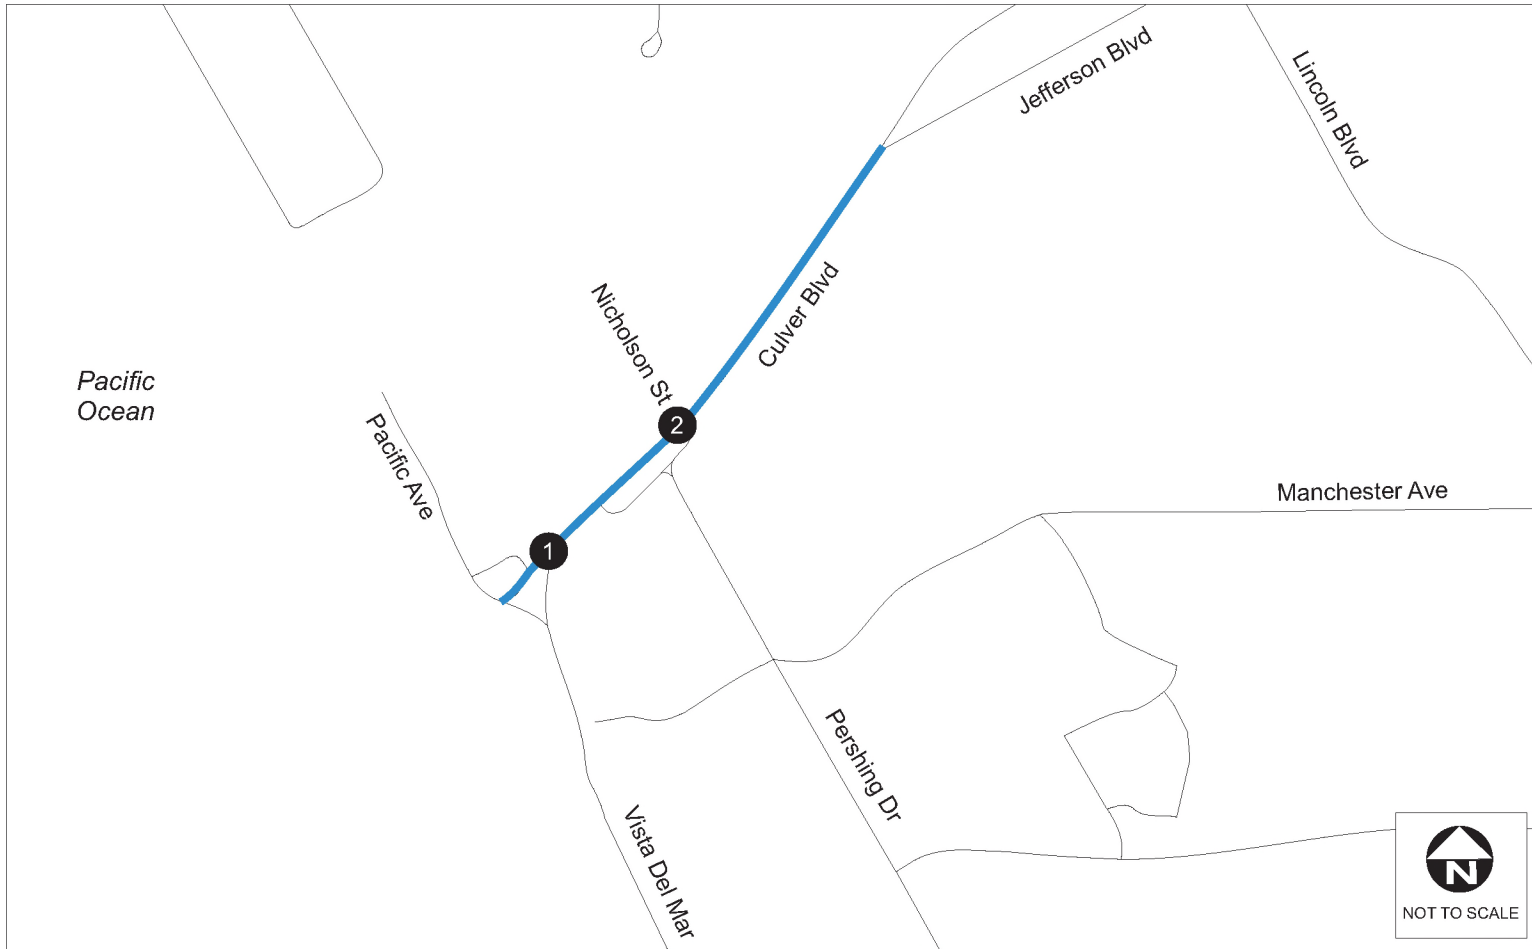 Jefferson Blvd
Lincoln Blvd
Nicholson St
Culver Blvd
Pacific
Ocean
Pacific Ave
2
Manchester Ave
1
Pershing Dr
Vista Del Mar
N
NOT TO SCALE